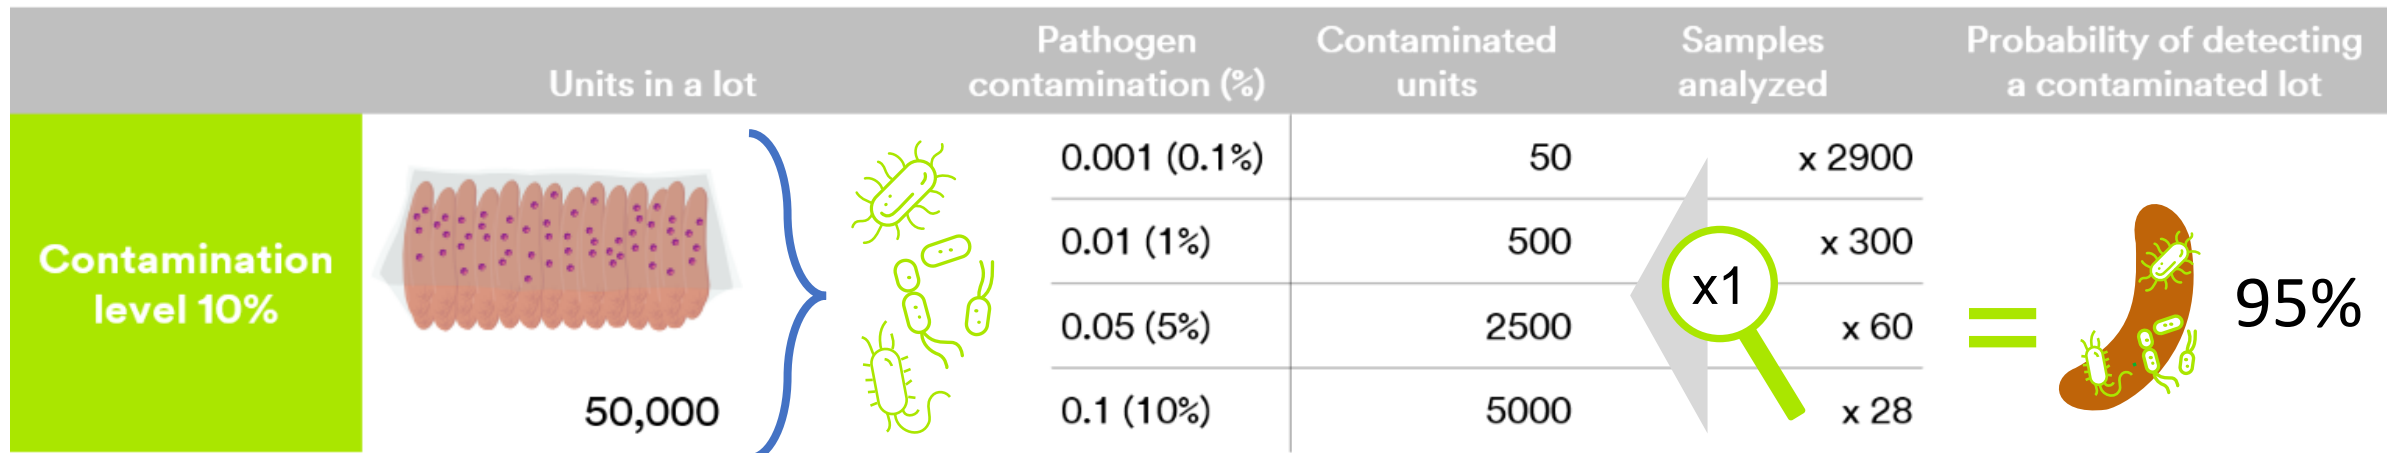 Units in a lot
Pathogen
contamination (%)
Contaminated
units
Samples
analyzed
Probability of detecting
a contaminated lot
Contamination
level 10%
50,000
0.001 (0.1%) 50 x 2900
0.01 (1%) 500 x 300
0.05 (5%) 2500 x 60
0.1 (10%) 5000 x 28
x1
=
95%